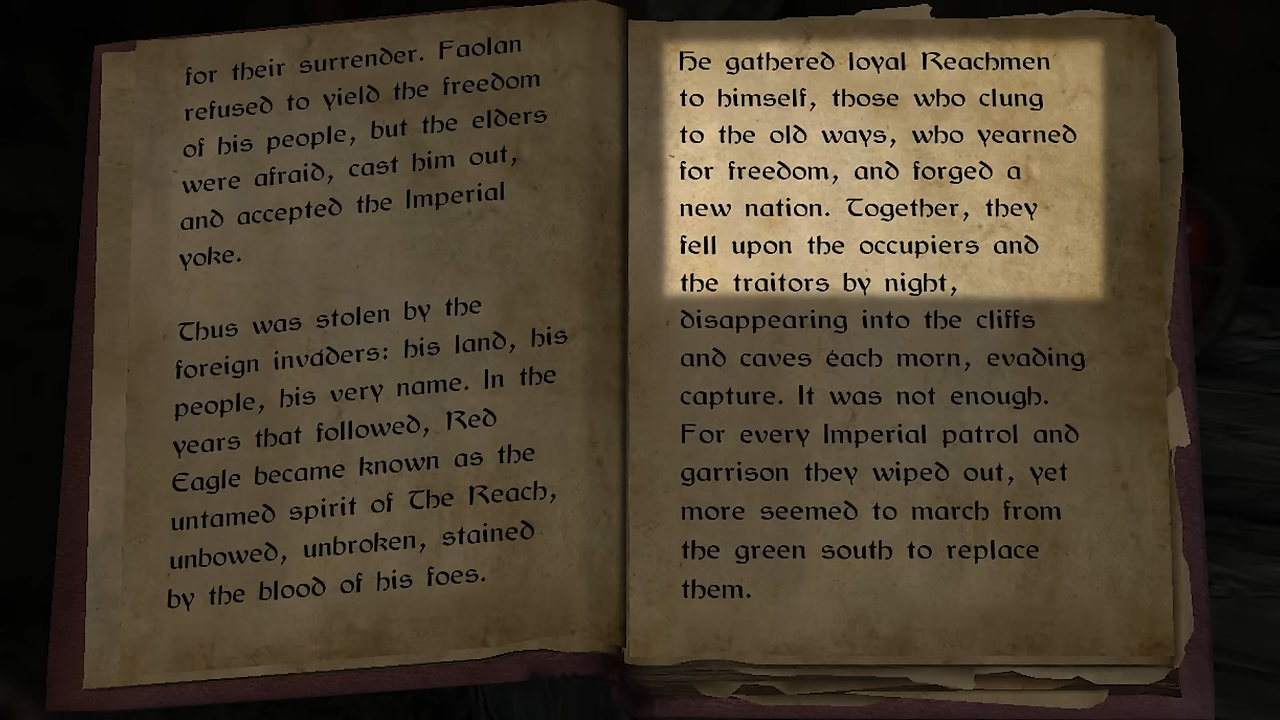 for their surrender. Faolan
refused to yield the freedom
of his people, but the elders
were afraid, cast him out,
and accepted the Imperial
yoke.
Thus was stolen by the
foreign invaders: his land, his
people, his very name. In the
years that followed, Red
Eagle became known as the
untamed spirit of The Reach,
unbowed, unbroken, stained
by the blood of his foes.
He gathered loyal Reachmen
to himself, those who clung
to the old ways, who yearned
for freedom, and forged a
new nation. Together, they
fell upon the occupiers and
the traitors by night,
disappearing into the cliffs
and caves each morn, evading
capture. It was not enough.
For every Imperial patrol and
garrison they wiped out, yet
more seemed to march from
the green south to replace
them.